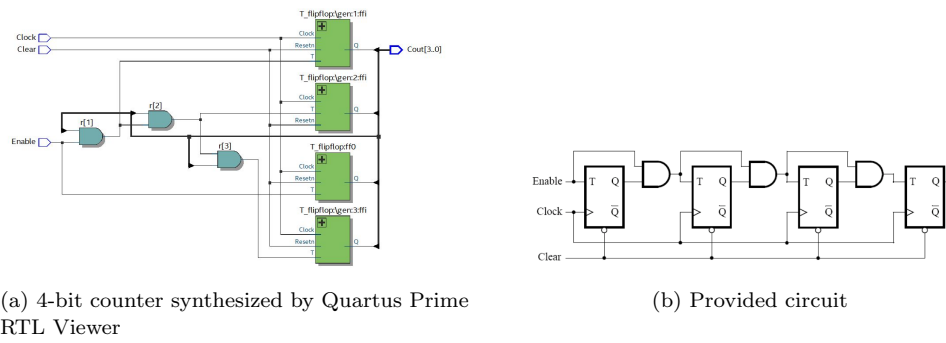 T_flipflop:\gen:1:ffi
Clock
Clear
Clock
Resetn
T
Q
Cout[3..0]
T_flipflop:\gen:2:ffi
Clock
T
Resetn
Q
r[2]
r[1]
Enable
r[3]
T_flipflop:ff0
Clock
Resetn
T
Q
T_flipflop:\gen:3:ffi
Clock
Resetn
T
Q
Enable
T Q
T Q
T Q
T Q
Clock
Q
Q
Q
Q
Clear
(a) 4-bit counter synthesized by Quartus Prime
RTL Viewer
(b) Provided circuit